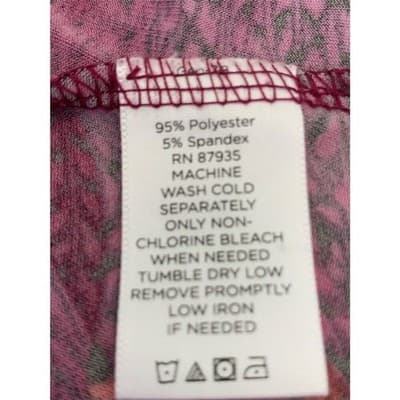 95% Polyester
5% Spandex
RN 87935
MACHINE
WASH COLD
SEPARATELY
ONLY NON-
CHLORINE BLEACH
WHEN NEEDED
TUMBLE DRY LOW
REMOVE PROMPTLY
LOW IRON
IF NEEDED